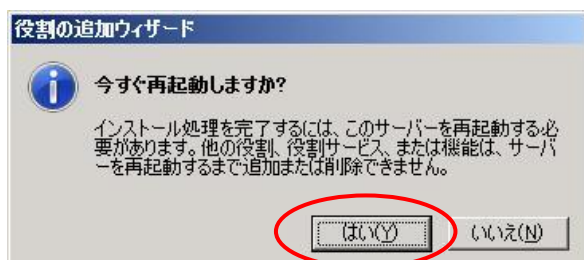 役割の追加ウィザード
今すぐ再起動しますか?
インストール処理を完了するには、このサーバーを再起動する必
要があります。他の役割、役割サービス、または機能は、サーバ
ーを再起動するまで追加または削除できません。
はい(Y) いいえ(N)